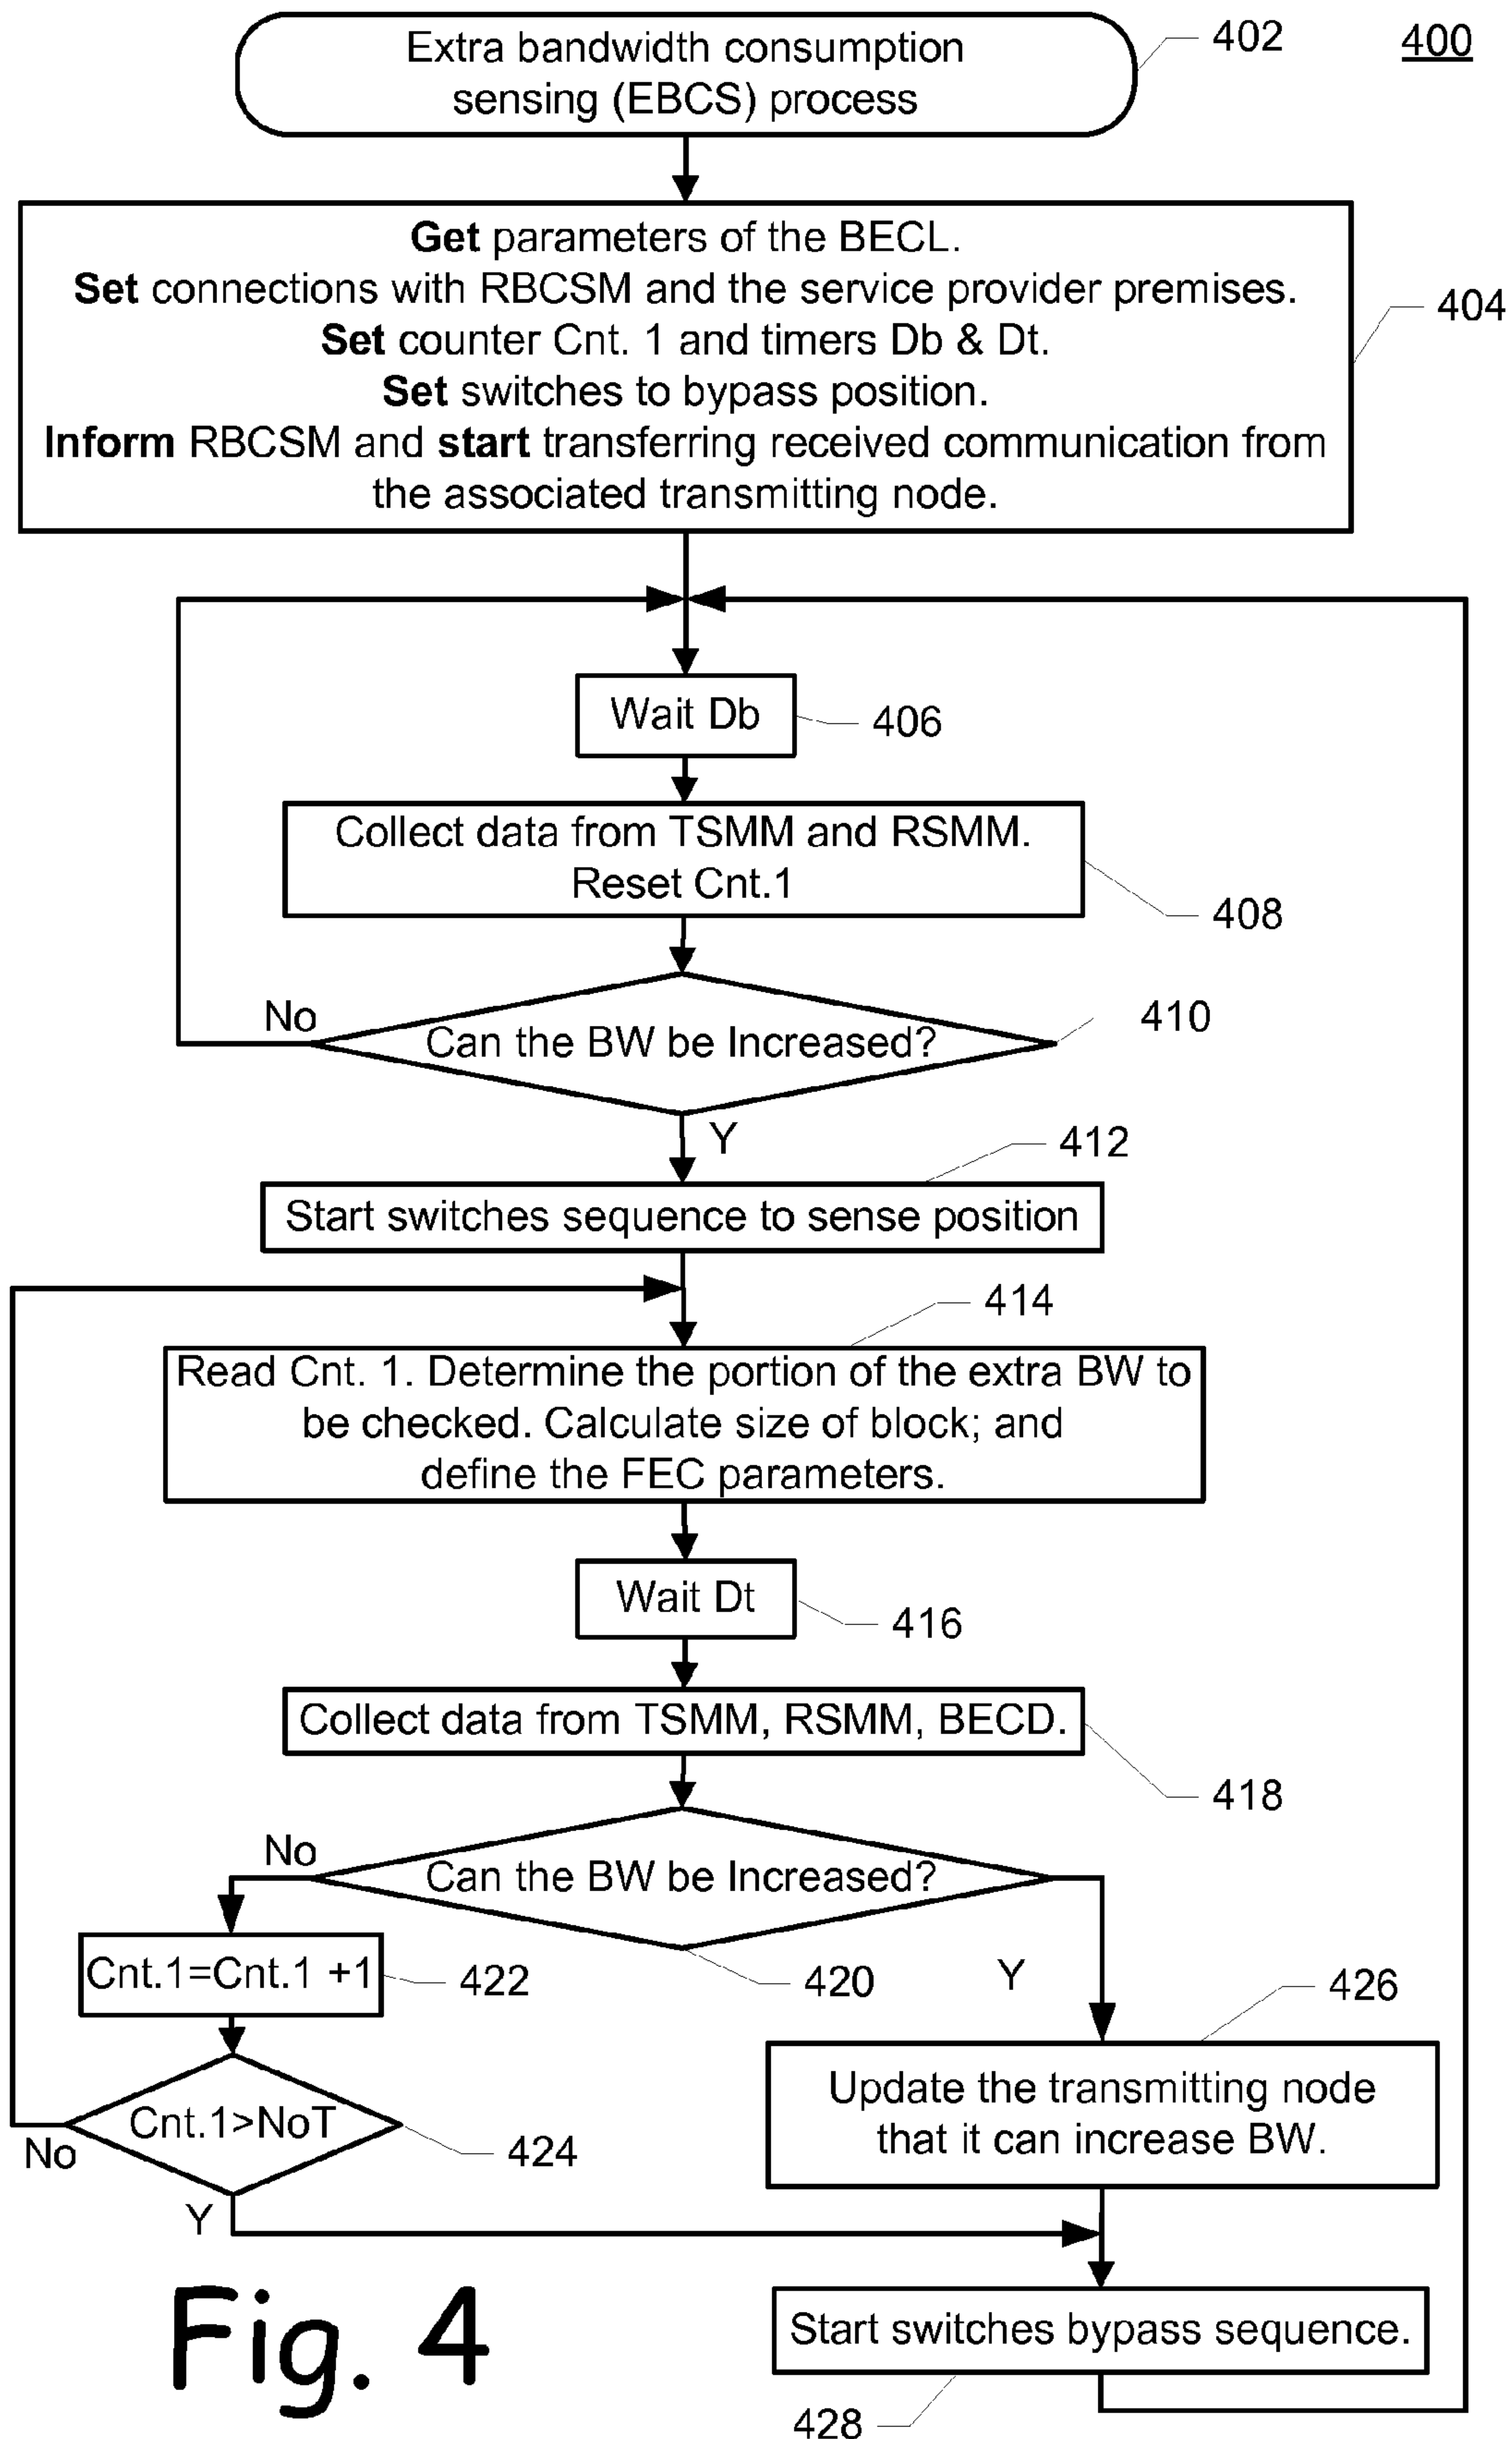 Extra bandwidth consumption
sensing (EBCS) process
402
400
Get parameters of the BECL.
Set connections with RBCSM and the service provider premises.
Set counter Cnt. 1 and timers Db & Dt.
Set switches to bypass position.
Inform RBCSM and start transferring received communication from
the associated transmitting node.
404
Wait Db
406
Collect data from TSMM and RSMM.
Reset Cnt.1
408
No
Can the BW be Increased?
410
Y
412
Start switches sequence to sense position
414
Read Cnt. 1. Determine the portion of the extra BW to
be checked. Calculate size of block; and
define the FEC parameters.
Wait Dt
416
Collect data from TSMM, RSMM, BECD.
418
No
Can the BW be Increased?
420
Y
Cnt.1=Cnt.1 +1
422
426
Update the transmitting node
that it can increase BW.
Cnt.1>NoT
424
No
Y
Start switches bypass sequence.
428
Fig. 4